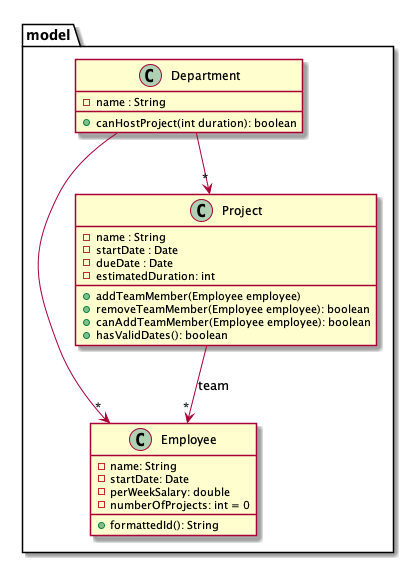 model
C Department
name : String
canHostProject(int duration): boolean
*
C Project
name : String
startDate : Date
dueDate : Date
estimatedDuration: int
addTeamMember(Employee employee)
removeTeamMember(Employee employee): boolean
canAddTeamMember(Employee employee): boolean
hasValidDates(): boolean
team
* *
C Employee
name: String
startDate: Date
perWeekSalary: double
numberOfProjects: int = 0
formattedId(): String